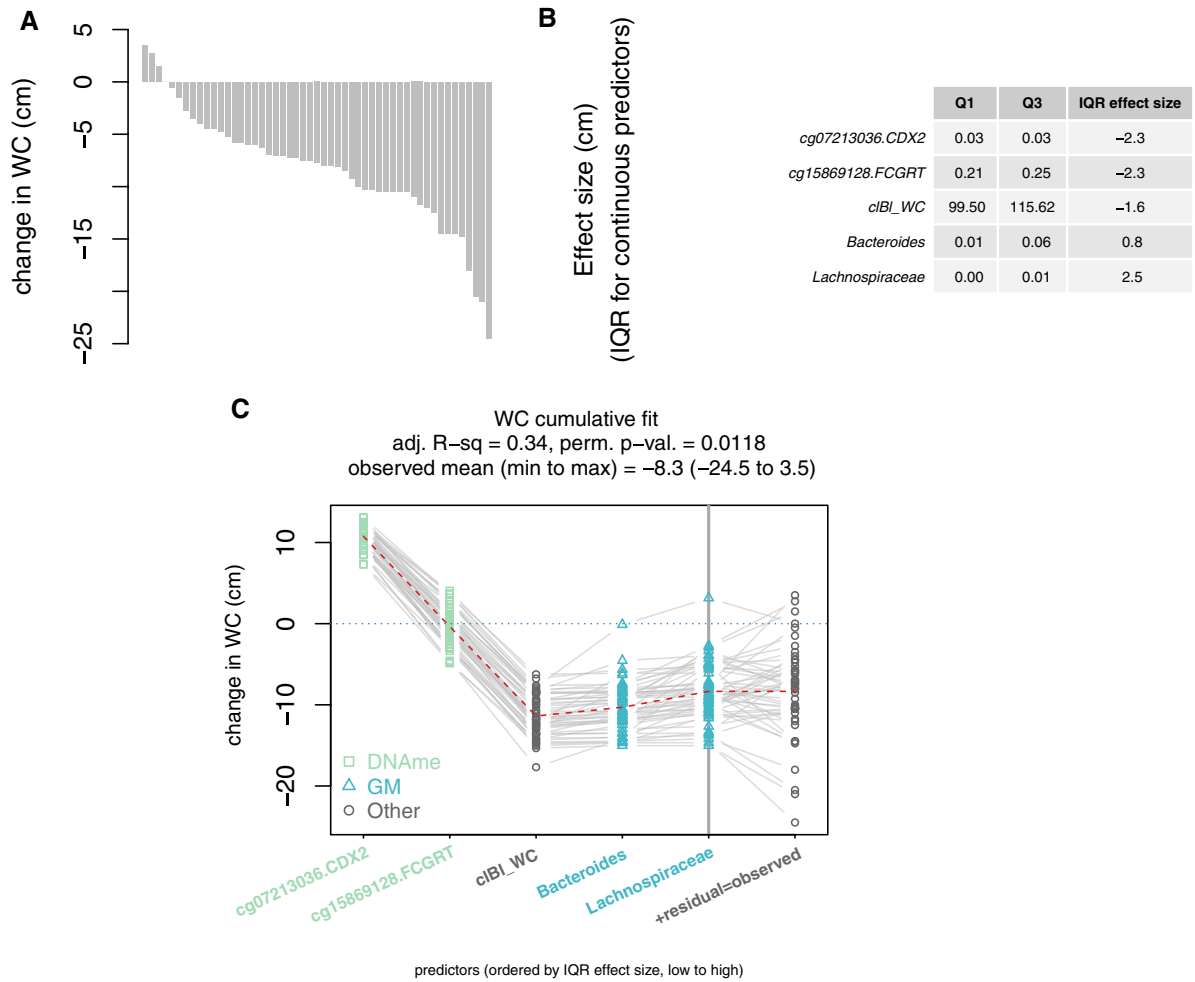 A
change in WC (cm)
5
0
−5
−15
−25
B
Effect size (cm)
(IQR for continuous predictors)
Q1 Q3 IQR effect size
cg07213036.CDX2 0.03 0.03 −2.3
cg15869128.FCGRT 0.21 0.25 −2.3
clBl_WC 99.50 115.62 −1.6
Bacteroides 0.01 0.06 0.8
Lachnospiraceae 0.00 0.01 2.5
C
WC cumulative fit
adj. R−sq = 0.34, perm. p−val. = 0.0118
observed mean (min to max) = −8.3 (−24.5 to 3.5)
change in WC (cm)
10
0
−10
−20
DNAme
GM
Other
cg07213036.CDX2
cg15869128.FCGRT
clBl_WC
Bacteroides
Lachnospiraceae
+residual=observed
predictors (ordered by IQR effect size, low to high)